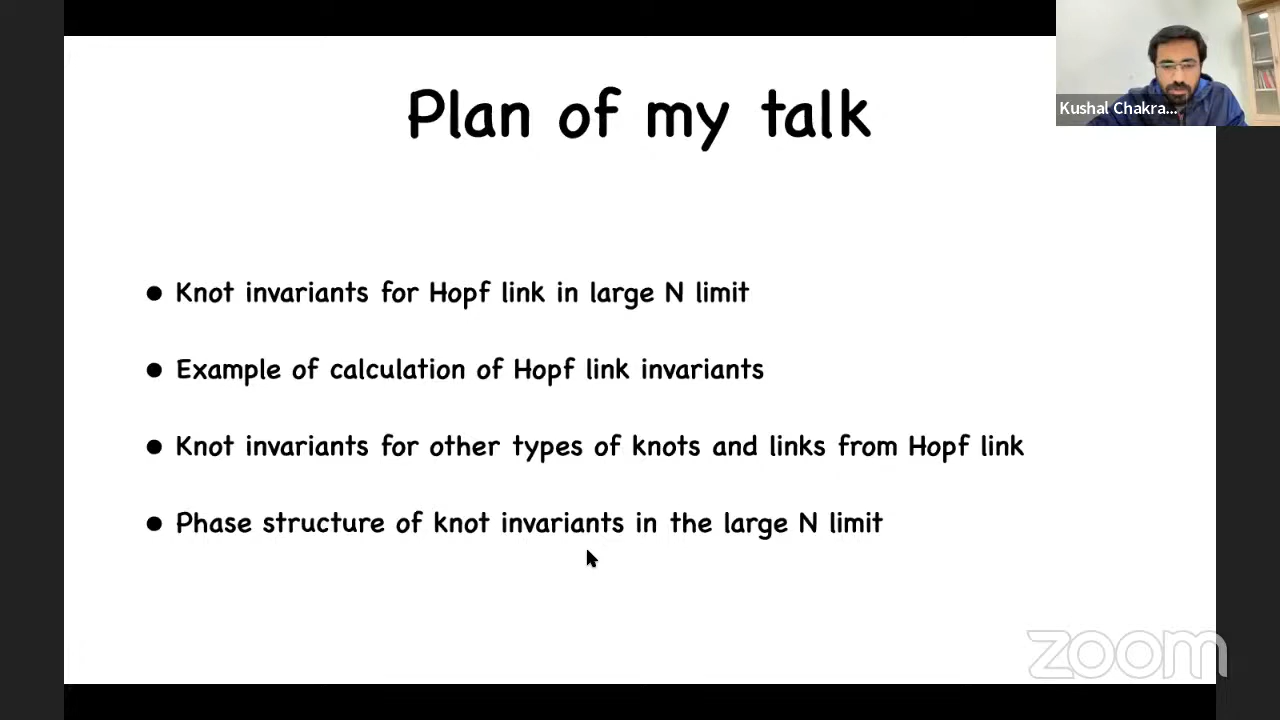 Plan of my talk
Kushal Chakra...
● Knot invariants for Hopf link in large N limit
● Example of calculation of Hopf link invariants
● Knot invariants for other types of knots and links from Hopf link
● Phase structure of knot invariants in the large N limit
zoom